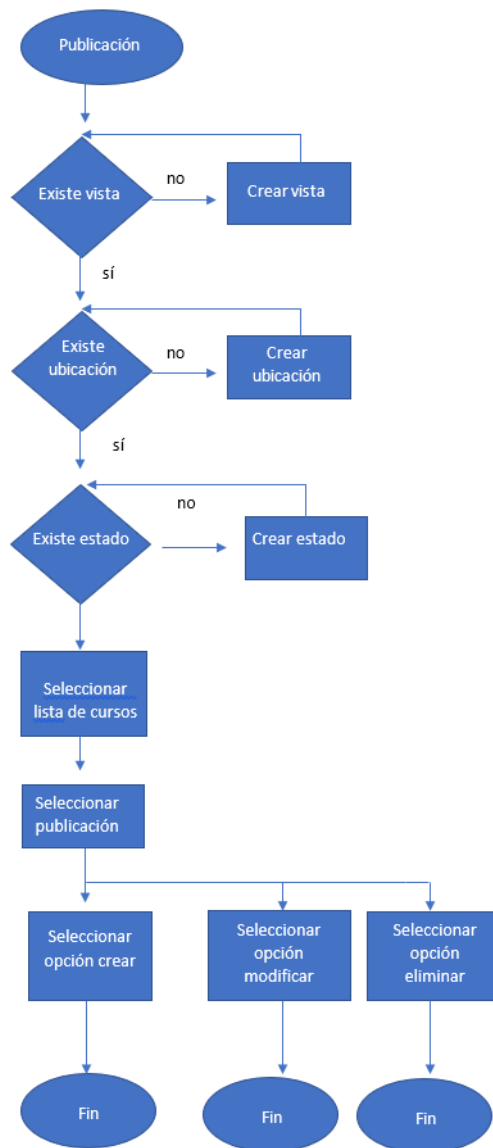 Publicación
Existe vista
no
Crear vista
sí
Existe
ubicación
no
Crear
ubicación
sí
Existe estado
no
Crear estado
Seleccionar
lista de cursos
Seleccionar
publicación
Seleccionar
opción crear
Seleccionar
opción
modificar
Seleccionar
opción
eliminar
Fin
Fin
Fin